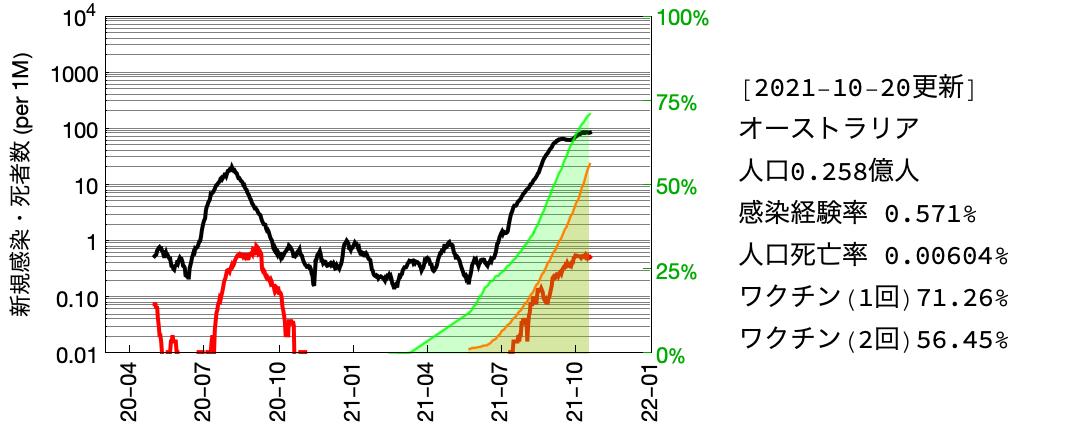 新規感染・死者数 (per 1M)
10^4
1000
100
10
1
0.10
0.01
100%
75%
50%
25%
0%
20-04
20-07
20-10
21-01
21-04
21-07
21-10
22-01
[2021-10-20更新]
オーストラリア
人口0.258億人
感染経験率 0.571%
人口死亡率 0.00604%
ワクチン(1回)71.26%
ワクチン(2回)56.45%